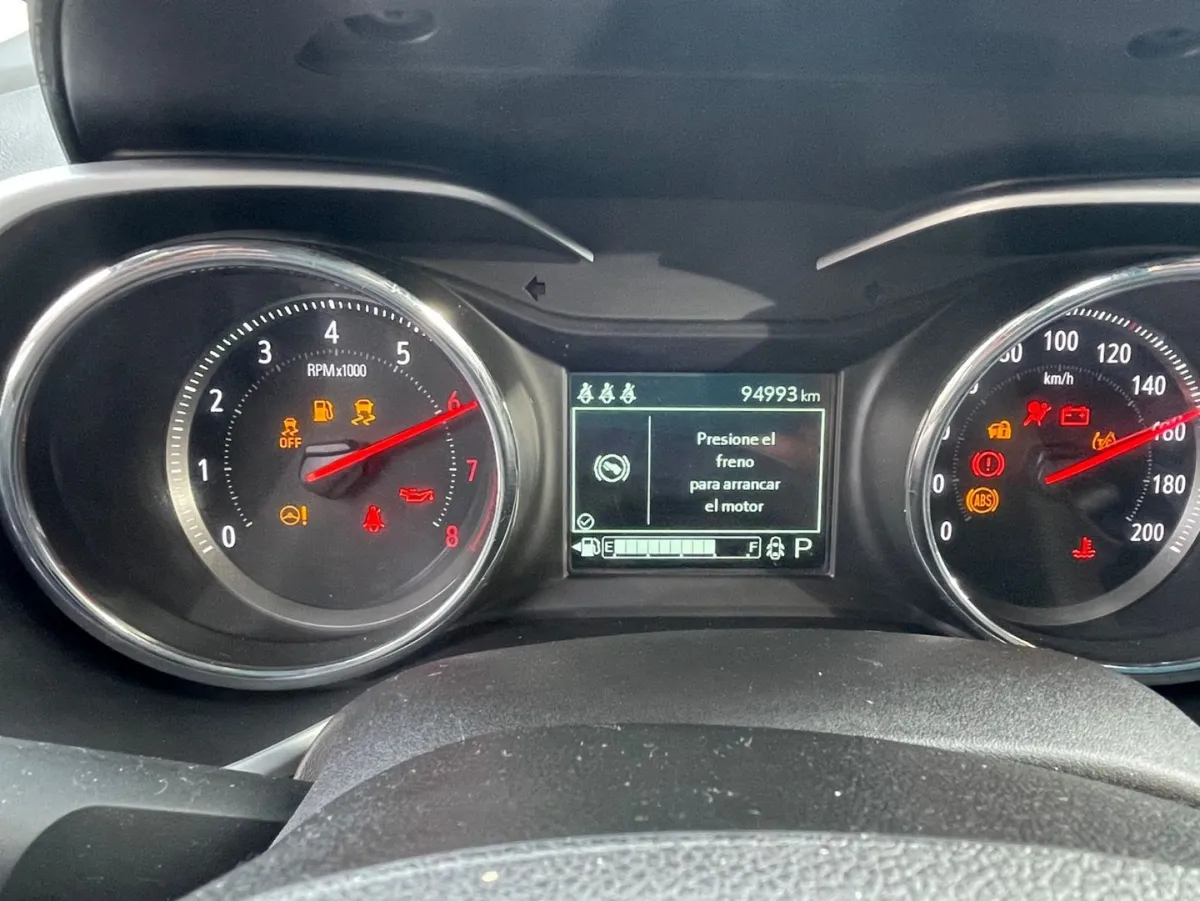 94993 km
Presione el
freno
para arrancar
el motor
E F P
0 1 2 3 4 5 6 7 8
RPMx1000
OFF
0 100 120 140 160 180 200
km/h
ABS